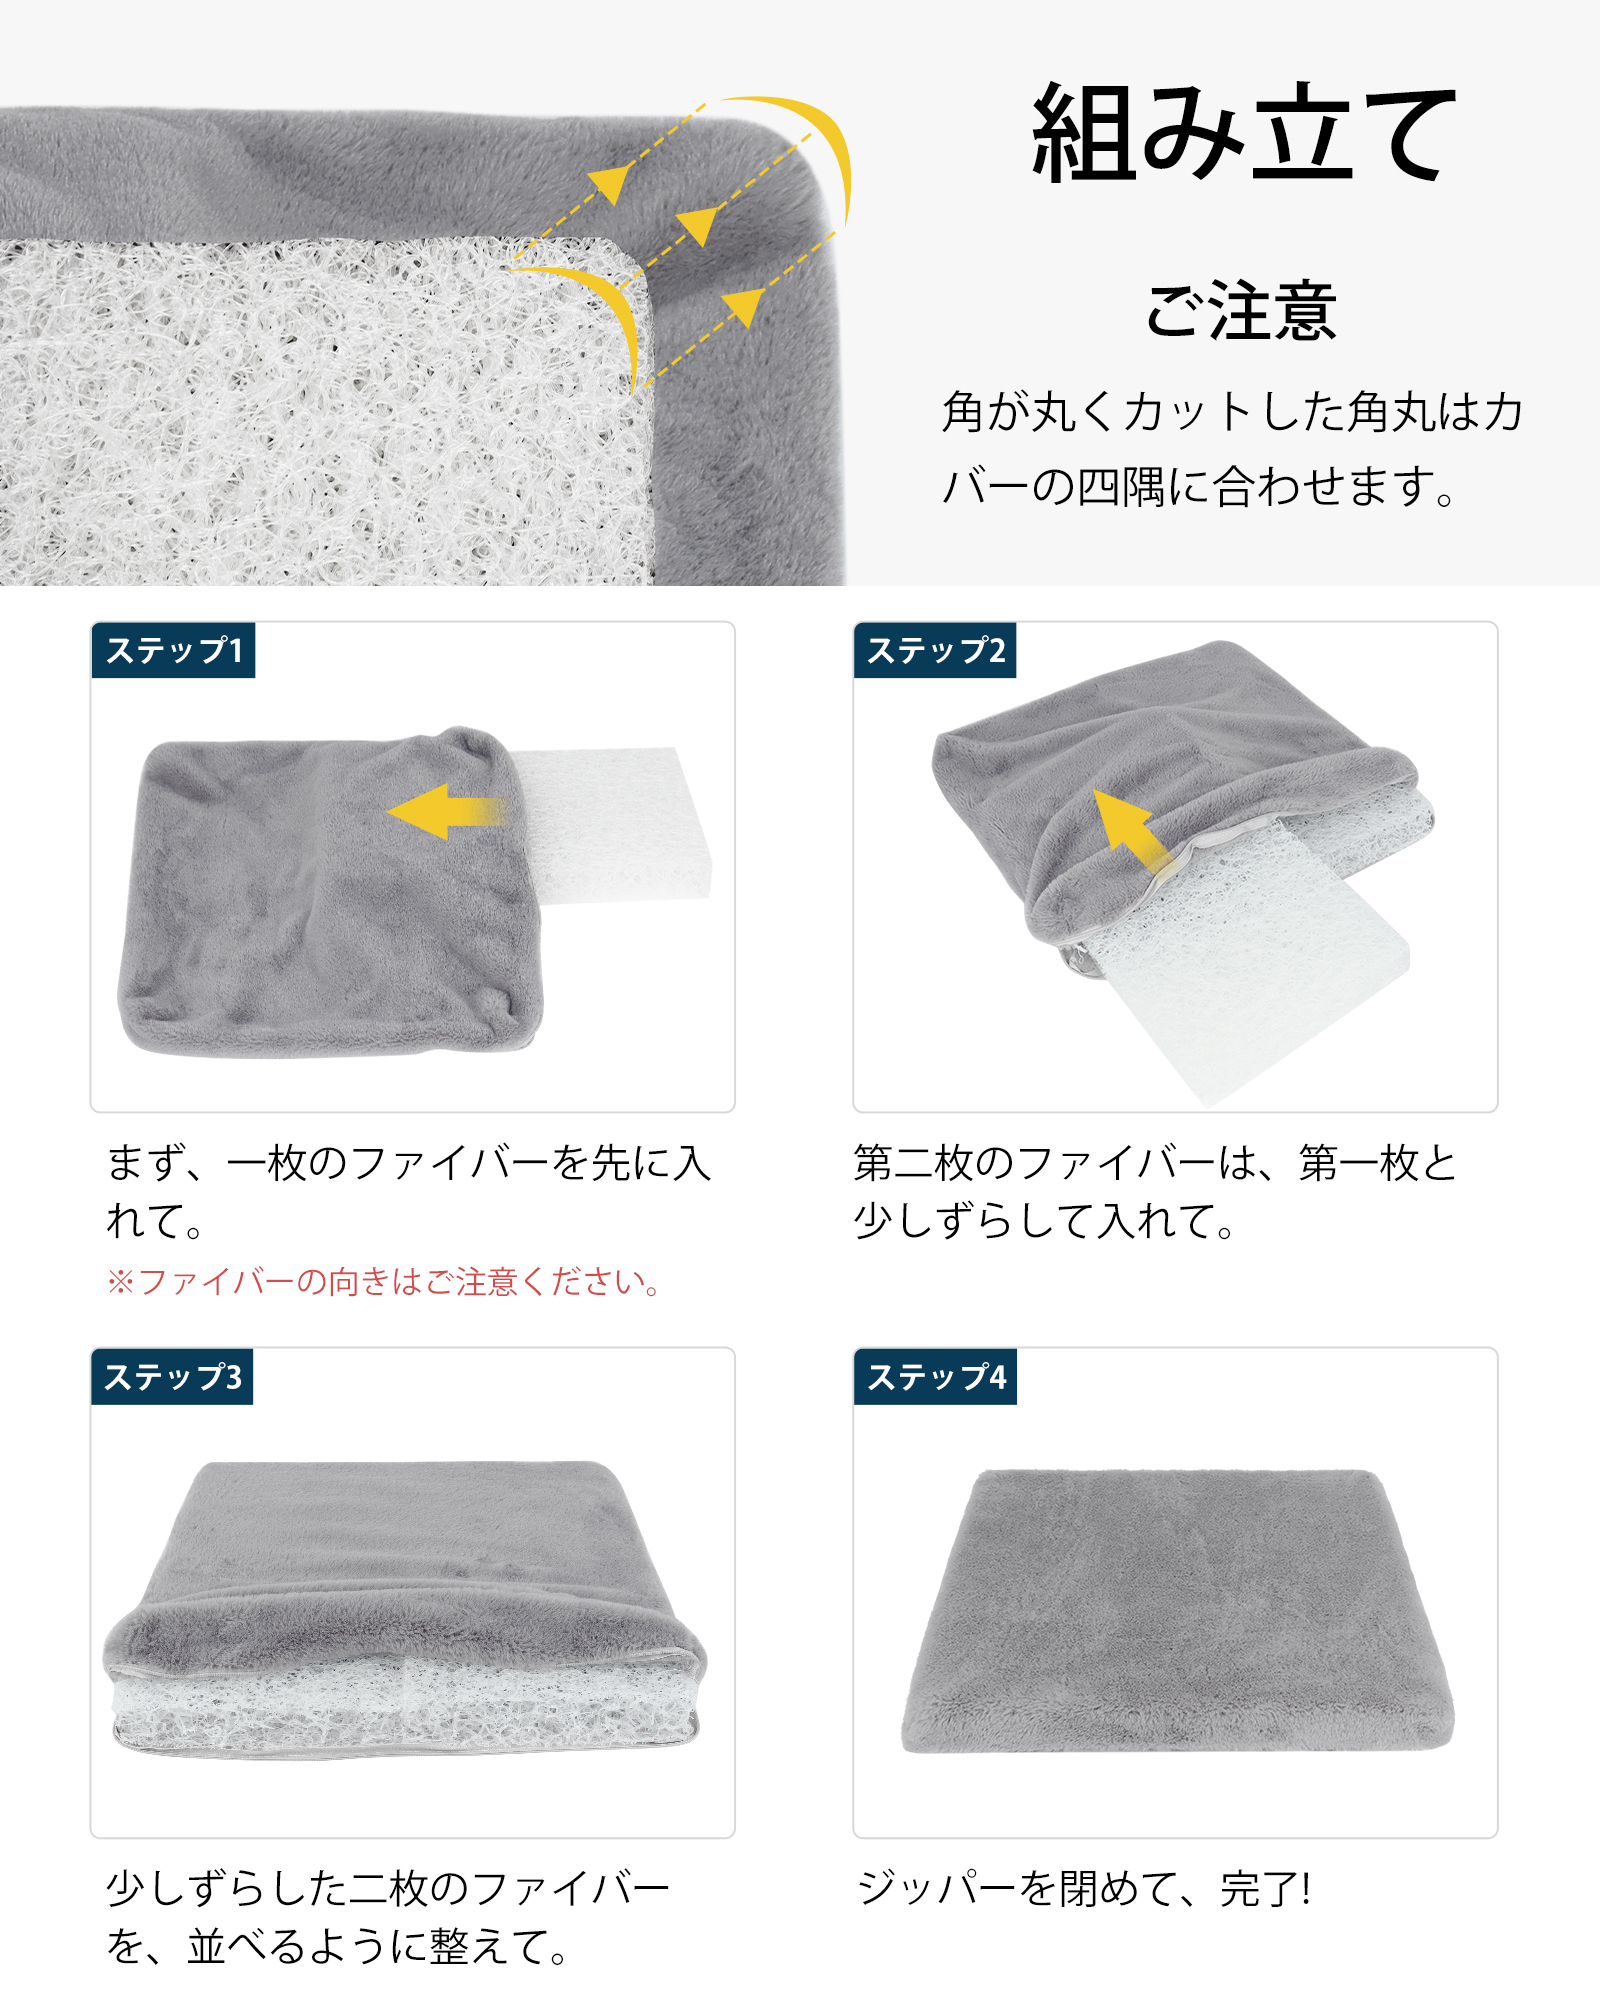 組み立て
ご注意
角が丸くカットした角丸はカ
バーの四隅に合わせます。
ステップ1
まず、一枚のファイバーを先に入
れて。
※ファイバーの向きはご注意ください。
ステップ2
第二枚のファイバーは、第一枚と
少しずらして入れて。
ステップ3
少しずらした二枚のファイバー
を、並べるように整えて。
ステップ4
ジッパーを閉めて、完了!